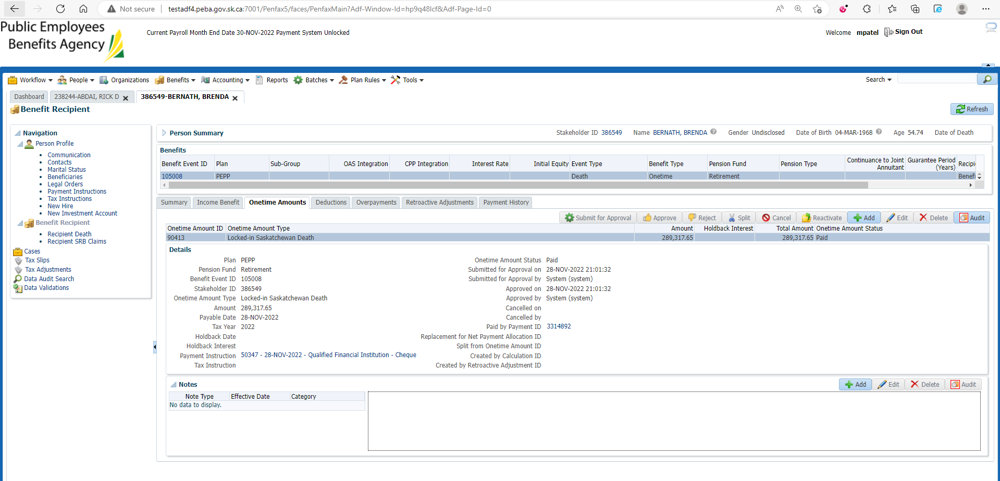 Not secure | testadf4.peba.gov.sk.ca:7001/Penfax5/faces/PenfaxMain?Adf-Window-Id=hp9q48lcf&Adf-Page-Id=0
Public Employees
Benefits Agency
Current Payroll Month End Date 30-NOV-2022 Payment System Unlocked
Welcome mpatel Sign Out
Workflow People Organizations Benefits Accounting Reports Batches Plan Rules Tools Search
Dashboard 238244-ABDAI, RICK D 386549-BERNATH, BRENDA
Benefit Recipient
Refresh
Navigation
Person Profile
Communication
Contacts
Marital Status
Beneficiaries
Legal Orders
Payment Instructions
Tax Instructions
New Hire
New Investment Account
Benefit Recipient
Recipient Death
Recipient SRB Claims
Cases
Tax Slips
Tax Adjustments
Data Audit Search
Data Validations
Person Summary Stakeholder ID 386549 Name BERNATH, BRENDA Gender Undisclosed Date of Birth 04-MAR-1968 Age 54.74 Date of Death
Benefits
Benefit Event ID Plan Sub-Group OAS Integration CPP Integration Interest Rate Initial Equity Event Type Benefit Type Pension Fund Pension Type Continuance to Joint Annuitant Guarantee Period (Years) Recipi
105008 PEPP Death Onetime Retirement Benefi
Summary Income Benefit Onetime Amounts Deductions Overpayments Retroactive Adjustments Payment History
Submit for Approval Approve Reject Split Cancel Reactivate Add Edit Delete Audit
Onetime Amount ID Onetime Amount Type Amount Holdback Interest Total Amount Onetime Amount Status
90413 Locked-in Saskatchewan Death 289,317.65 289,317.65 Paid
Details
Plan PEPP Onetime Amount Status Paid
Pension Fund Retirement Submitted for Approval on 28-NOV-2022 21:01:32
Benefit Event ID 105008 Submitted for Approval by System (system)
Stakeholder ID 386549 Approved on 28-NOV-2022 21:01:32
Onetime Amount Type Locked-in Saskatchewan Death Approved by System (system)
Amount 289,317.65 Cancelled on
Payable Date 28-NOV-2022 Cancelled by
Tax Year 2022 Paid by Payment ID 3314892
Holdback Date Replacement for Net Payment Allocation ID
Holdback Interest Split from Onetime Amount ID
Payment Instruction 50347 - 28-NOV-2022 - Qualified Financial Institution - Cheque Created by Calculation ID
Tax Instruction Created by Retroactive Adjustment ID
Notes Add Edit Delete Audit
Note Type Effective Date Category
No data to display.